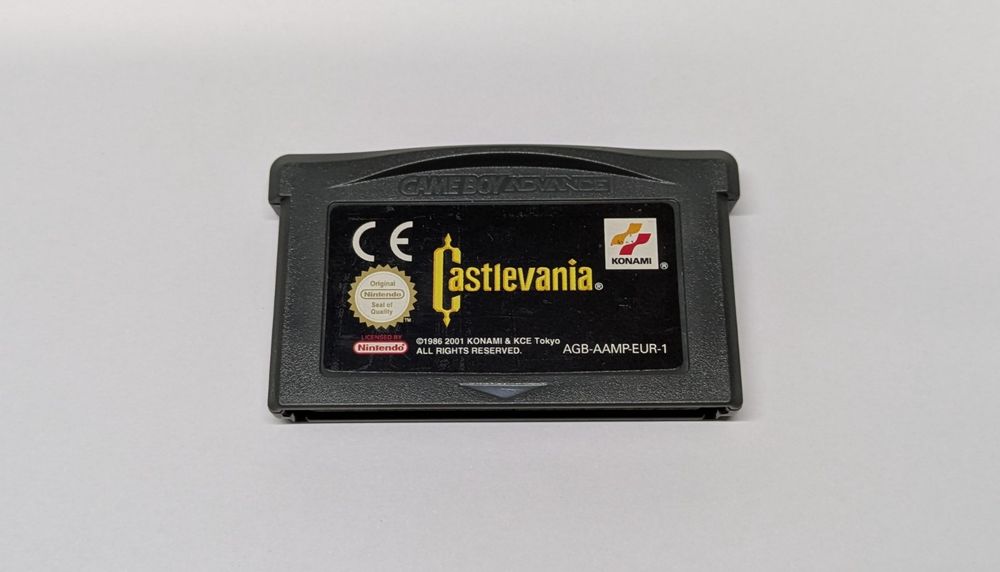 GAME BOY ADVANCE
CE
Castlevania®
KONAMI®
Original
Nintendo
Seal of
Quality
TM
LICENSED BY
Nintendo
©1986 2001 KONAMI & KCE Tokyo
ALL RIGHTS RESERVED.
AGB-AAMP-EUR-1